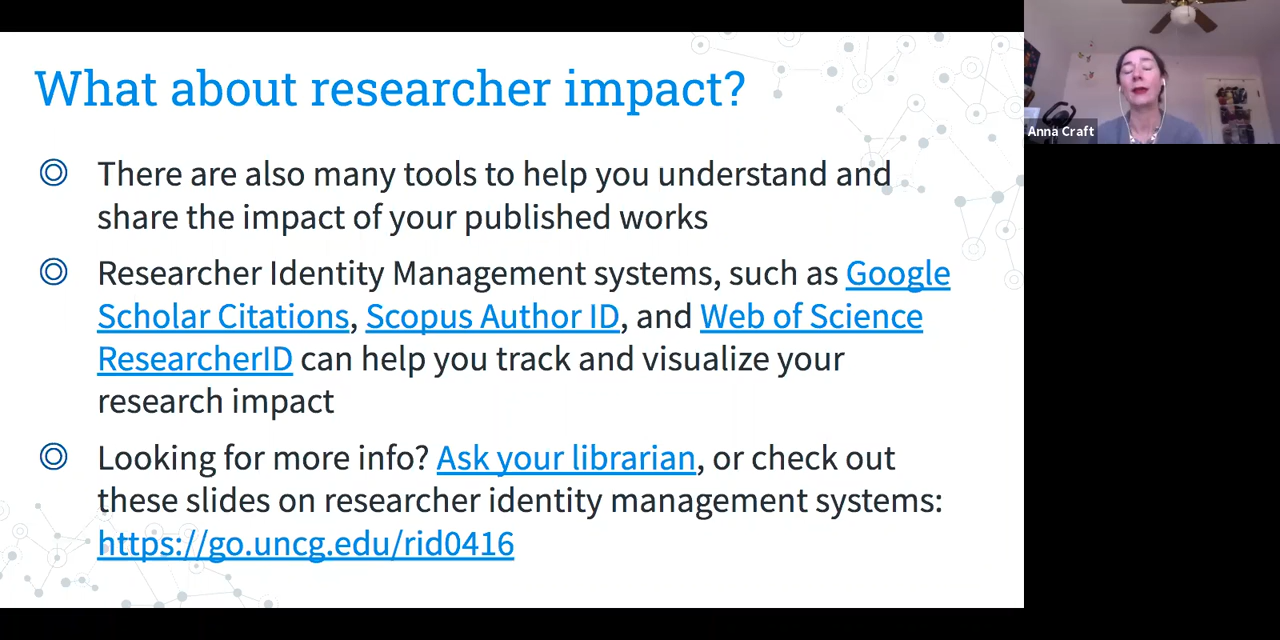 What about researcher impact?
There are also many tools to help you understand and
share the impact of your published works
Researcher Identity Management systems, such as Google
Scholar Citations, Scopus Author ID, and Web of Science
ResearcherID can help you track and visualize your
research impact
Looking for more info? Ask your librarian, or check out
these slides on researcher identity management systems:
https://go.uncg.edu/rid0416
Anna Craft